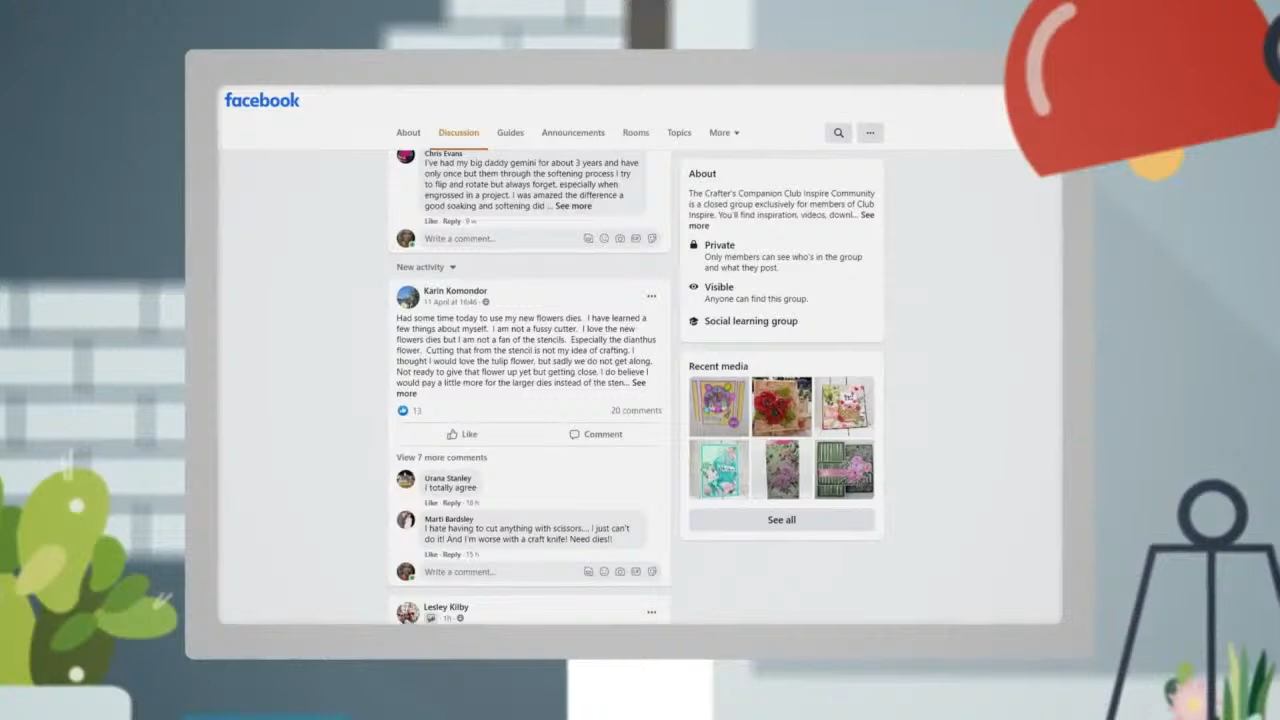 facebook
About Discussion Guides Announcements Rooms Topics More
Chris Evans
I've had my big daddy gemini for about 3 years and have
only once but them through the softening process I try
to flip and rotate but always forget, especially when
engrossed in a project. I was amazed the difference a
good soaking and softening did ... See more
Like · Reply · 9 w
Write a comment...
New activity
Karin Komondor
11 April at 16:46
Had some time today to use my new flowers dies. I have learned a
few things about myself. I am not a fussy cutter. I love the new
flowers dies but I am not a fan of the stencils. Especially the dianthus
flower. Cutting that from the stencil is not my idea of crafting. I
thought I would love the tulip flower, but sadly we do not get along.
Not ready to give that flower up yet but getting close. I do believe I
would pay a little more for the larger dies instead of the sten... See
more
13
20 comments
Like
Comment
View 7 more comments
Urana Stanley
I totally agree
Like · Reply · 18 h
Marti Bardsley
I hate having to cut anything with scissors.... I just can't
do it! And I'm worse with a craft knife! Need dies!!
Like · Reply · 15 h
Write a comment...
Lesley Kilby
1h ·
About
The Crafter's Companion Club Inspire Community
is a closed group exclusively for members of Club
Inspire. You'll find inspiration, videos, downl... See
more
Private
Only members can see who's in the group
and what they post.
Visible
Anyone can find this group.
Social learning group
Recent media
See all